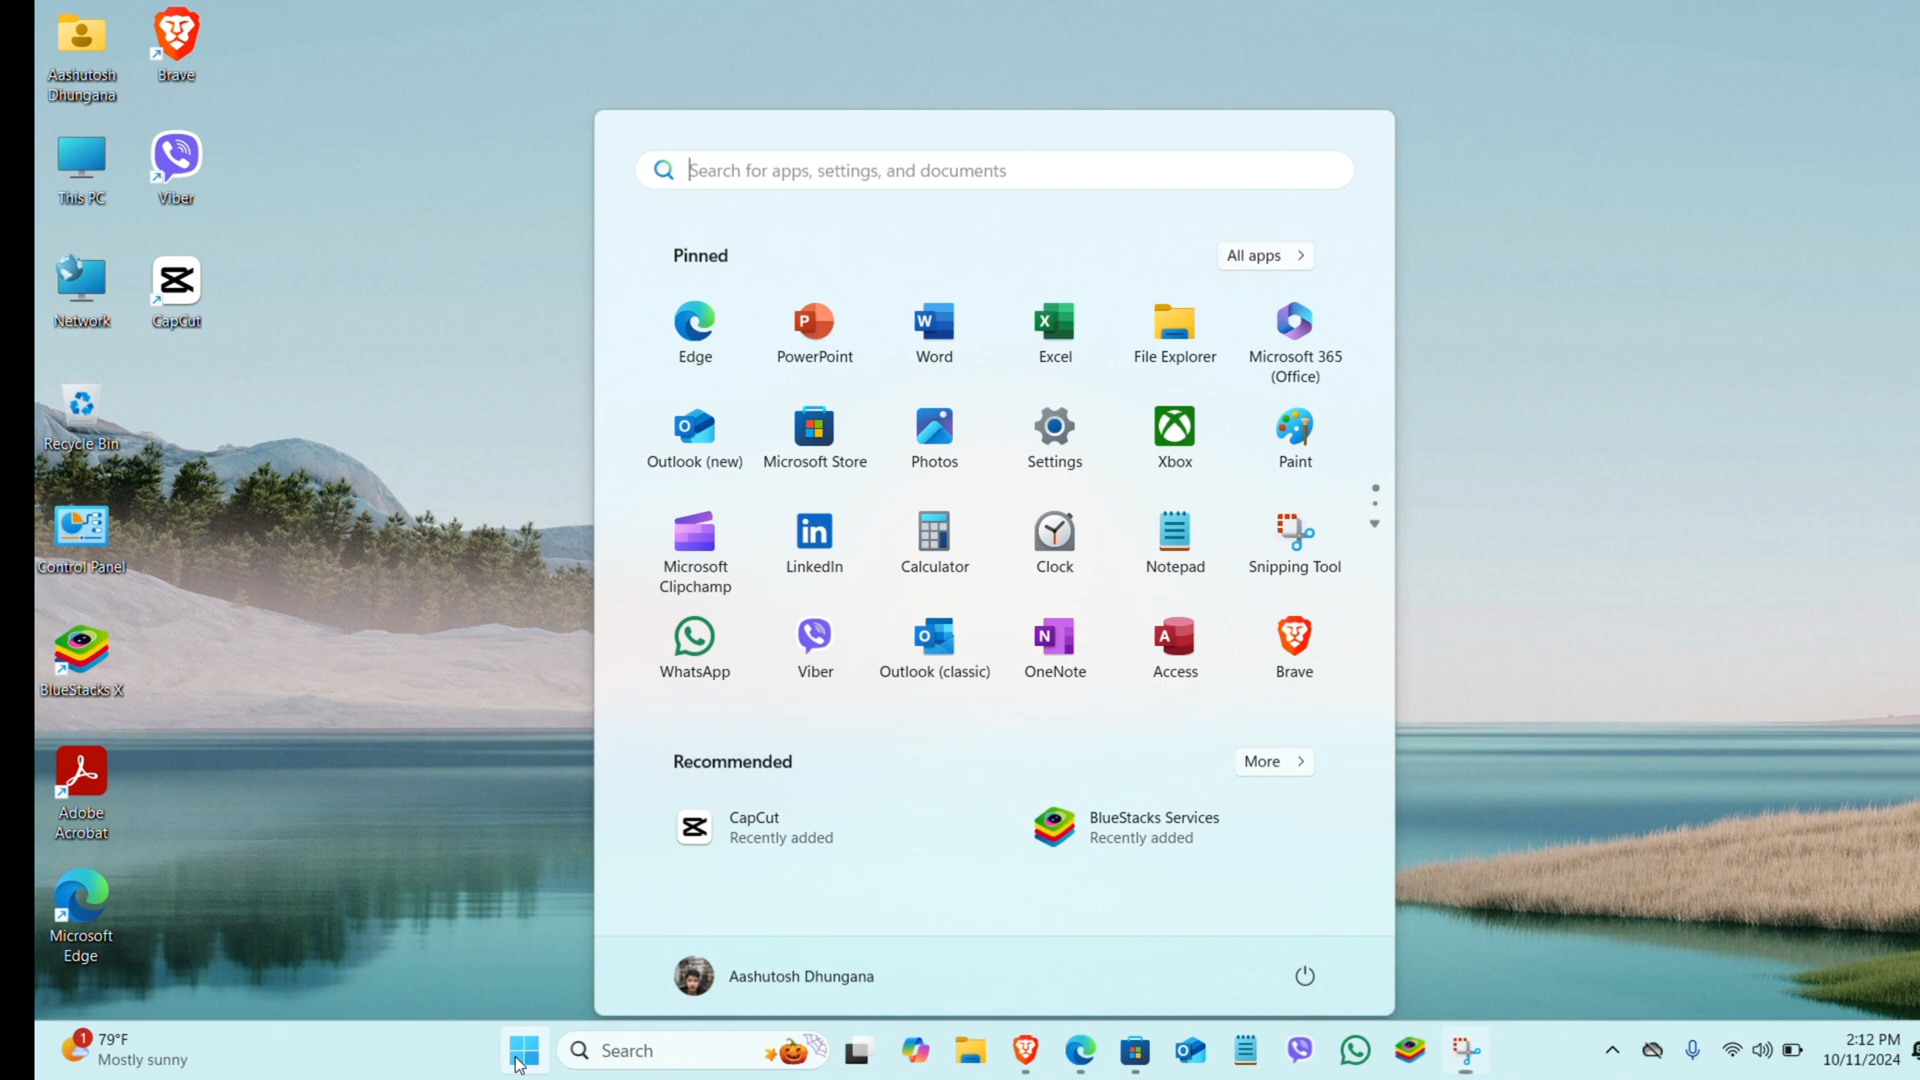 Aashutosh
Dhungana
Brave
This PC
Viber
Network
CapCut
Recycle Bin
Control Panel
BlueStacks X
Adobe
Acrobat
Microsoft
Edge
Search for apps, settings, and documents
Pinned
All apps
Edge
PowerPoint
Word
Excel
File Explorer
Microsoft 365
(Office)
Outlook (new)
Microsoft Store
Photos
Settings
Xbox
Paint
Microsoft
Clipchamp
LinkedIn
Calculator
Clock
Notepad
Snipping Tool
WhatsApp
Viber
Outlook (classic)
OneNote
Access
Brave
Recommended
More
CapCut
Recently added
BlueStacks Services
Recently added
Aashutosh Dhungana
1
79°F
Mostly sunny
Search
2:12 PM
10/11/2024